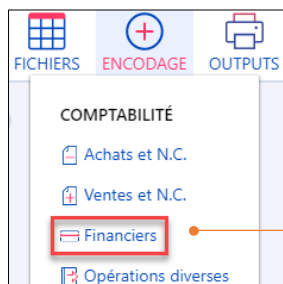 FICHIERS ENCODAGE OUTPUTS
COMPTABILITÉ
Achats et N.C.
Ventes et N.C.
Financiers
Opérations diverses